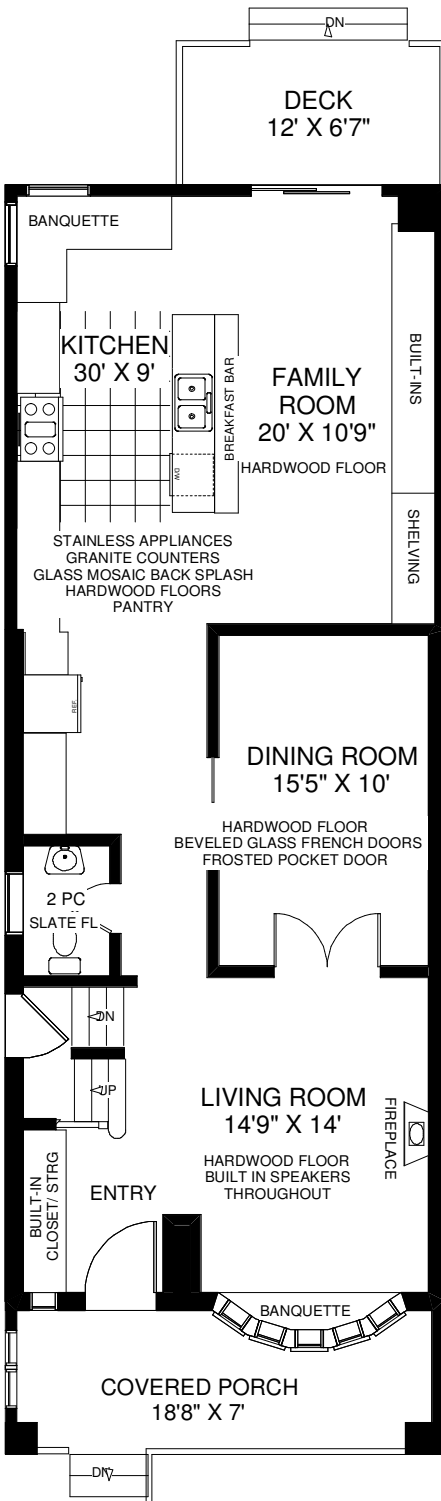 DN
DECK
12' X 6'7"
BANQUETTE
KITCHEN
30' X 9'
BREAKFAST BAR
D/W
FAMILY
ROOM
20' X 10'9"
HARDWOOD FLOOR
BUILT-INS
SHELVING
STAINLESS APPLIANCES
GRANITE COUNTERS
GLASS MOSAIC BACK SPLASH
HARDWOOD FLOORS
PANTRY
REF.
DINING ROOM
15'5" X 10'
HARDWOOD FLOOR
BEVELED GLASS FRENCH DOORS
FROSTED POCKET DOOR
2 PC
SLATE FL
DN
UP
LIVING ROOM
14'9" X 14'
HARDWOOD FLOOR
BUILT IN SPEAKERS
THROUGHOUT
FIREPLACE
BUILT-IN
CLOSET/ STRG
ENTRY
BANQUETTE
COVERED PORCH
18'8" X 7'
DN